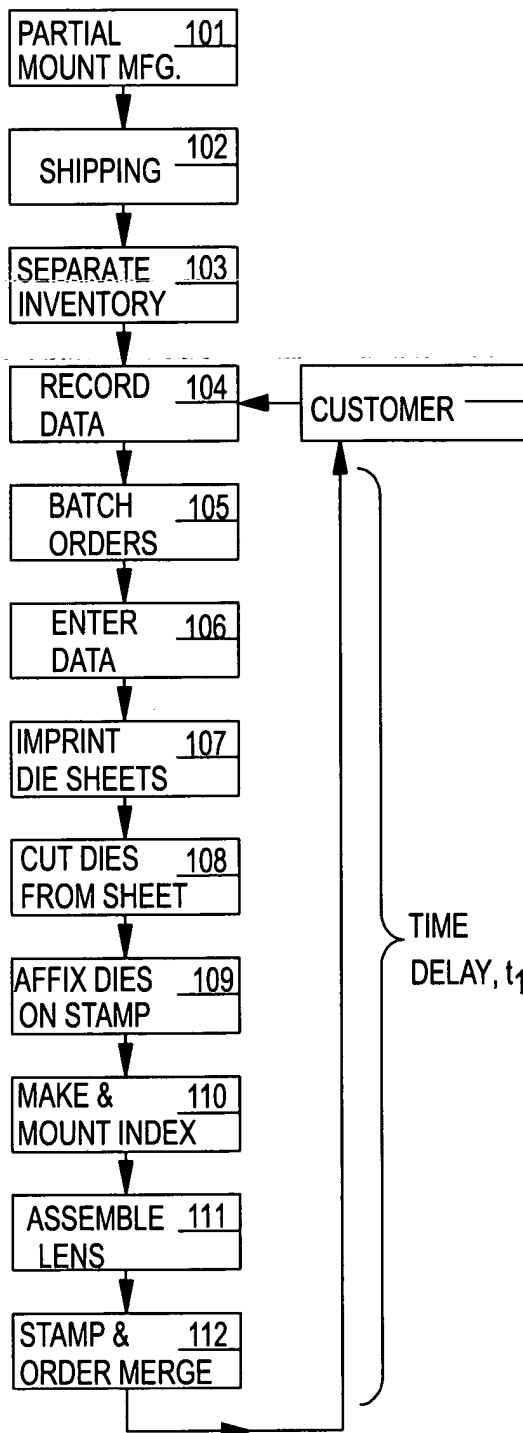 PARTIAL 101
MOUNT MFG.
102
SHIPPING
SEPARATE 103
INVENTORY
RECORD 104
DATA
CUSTOMER
BATCH 105
ORDERS
ENTER 106
DATA
IMPRINT 107
DIE SHEETS
CUT DIES 108
FROM SHEET
TIME
DELAY, t1
AFFIX DIES 109
ON STAMP
MAKE & 110
MOUNT INDEX
ASSEMBLE 111
LENS
STAMP & 112
ORDER MERGE